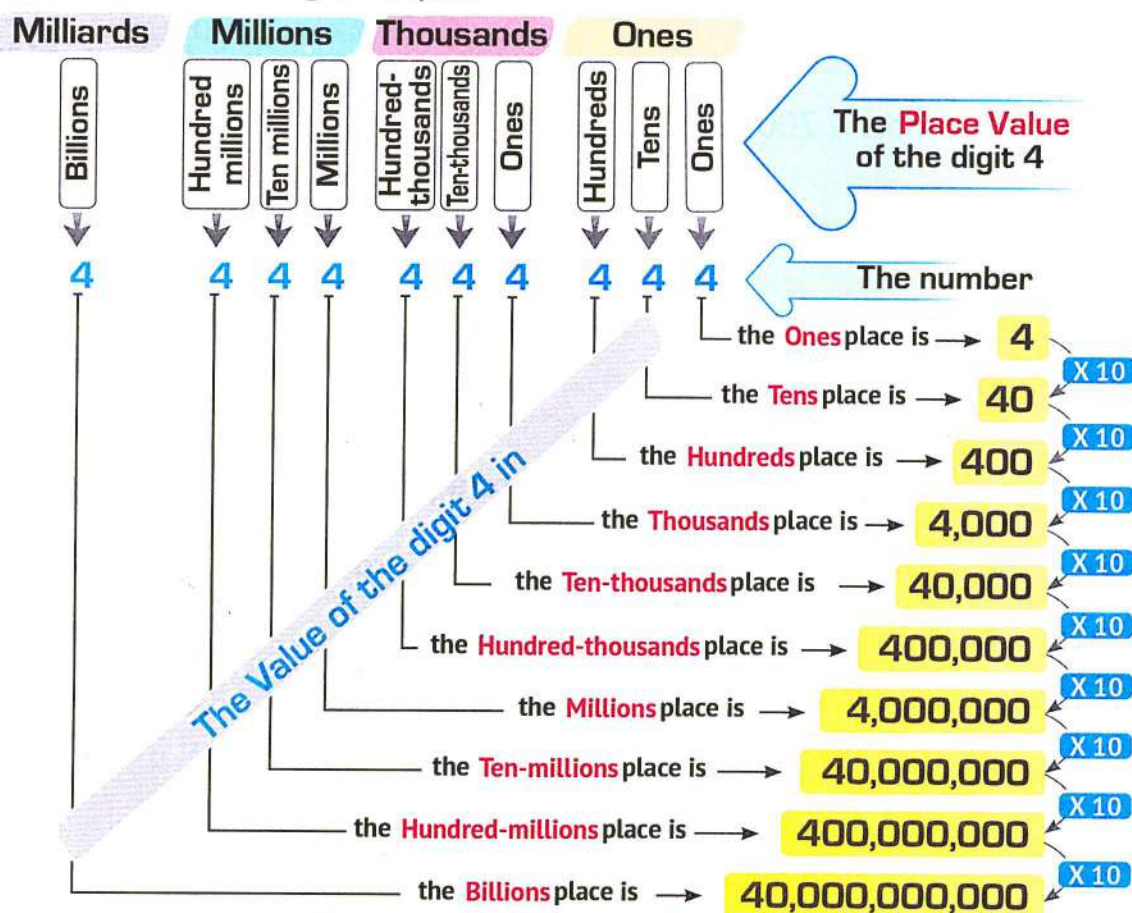 Milliards Millions Thousands Ones
Billions
Hundred millions
Ten millions
Millions
Hundred-thousands
Ten-thousands
Ones
Hundreds
Tens
Ones
The Place Value
of the digit 4
4 4 4 4 4 4 4 4 4 4
The number
the Ones place is 4
X 10
the Tens place is 40
X 10
the Hundreds place is 400
X 10
the Thousands place is 4,000
X 10
the Ten-thousands place is 40,000
X 10
the Hundred-thousands place is 400,000
X 10
the Millions place is 4,000,000
X 10
the Ten-millions place is 40,000,000
X 10
the Hundred-millions place is 400,000,000
X 10
the Billions place is 40,000,000,000
The Value of the digit 4 in